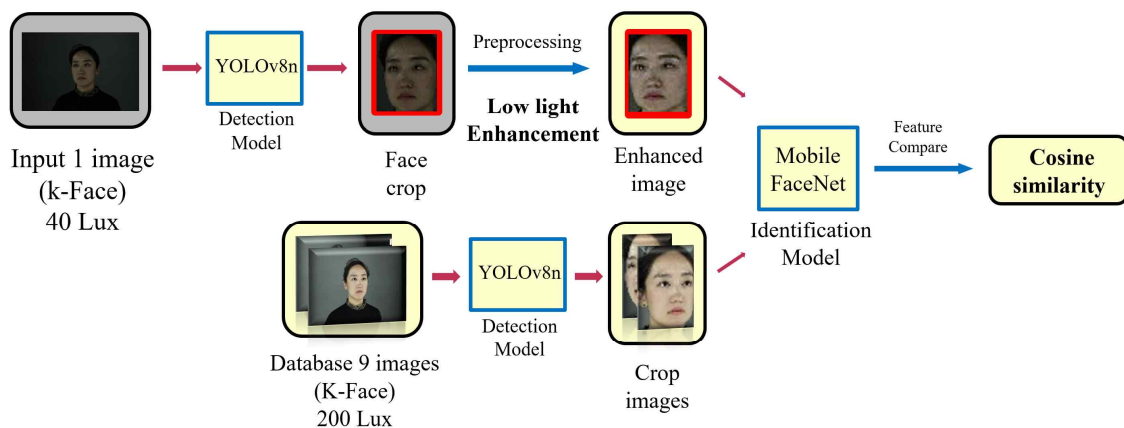 Input 1 image
(k-Face)
40 Lux
YOLOv8n
Detection
Model
Face
crop
Preprocessing
Low light
Enhancement
Enhanced
image
Database 9 images
(K-Face)
200 Lux
YOLOv8n
Detection
Model
Crop
images
Mobile
FaceNet
Identification
Model
Feature
Compare
Cosine
similarity